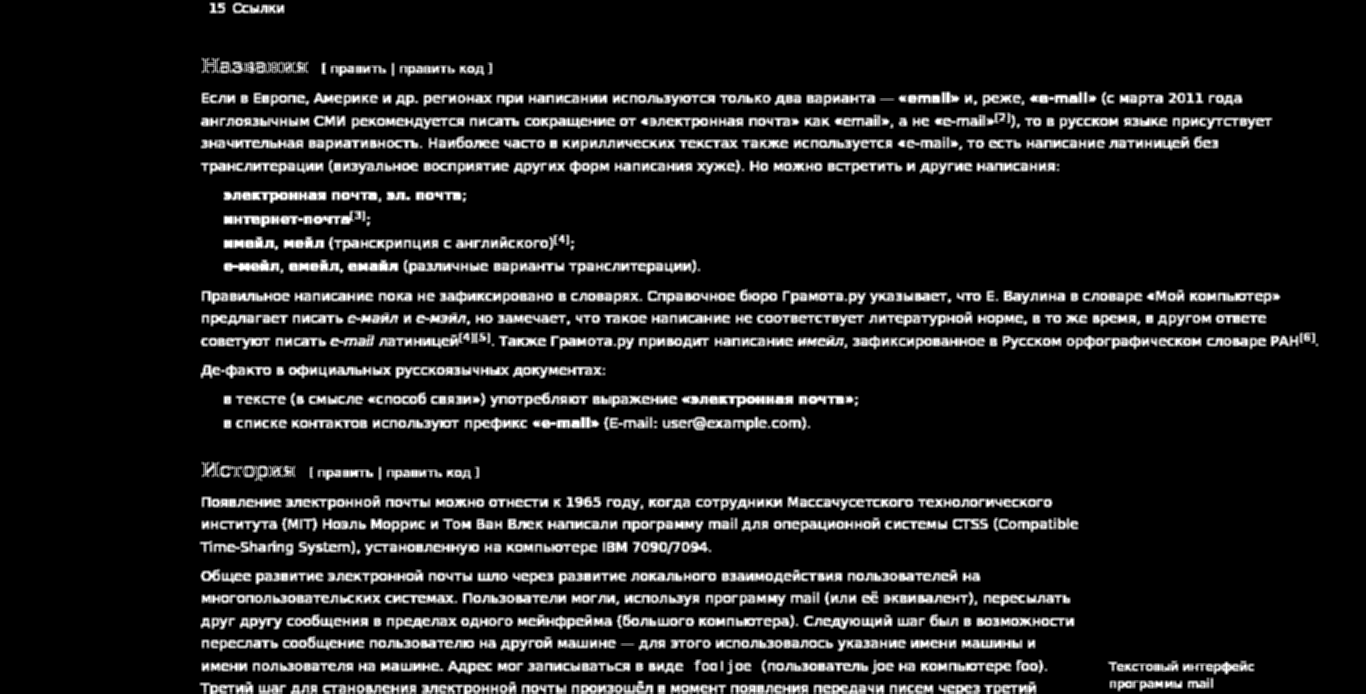 15 Ссылки
Названия [ править | править код ]
Если в Европе, Америке и др. регионах при написании используются только два варианта — «email» и, реже, «e-mail» (с марта 2011 года
англоязычным СМИ рекомендуется писать сокращение от «электронная почта» как «email», а не «e-mail»[2]), то в русском языке присутствует
значительная вариативность. Наиболее часто в кириллических текстах также используется «e-mail», то есть написание латиницей без
транслитерации (визуальное восприятие других форм написания хуже). Но можно встретить и другие написания:
электронная почта, эл. почта;
интернет-почта[3];
имейл, мейл (транскрипция с английского)[4];
е-мейл, емейл, емайл (различные варианты транслитерации).
Правильное написание пока не зафиксировано в словарях. Справочное бюро Грамота.ру указывает, что Е. Ваулина в словаре «Мой компьютер»
предлагает писать е-майл и е-мэйл, но замечает, что такое написание не соответствует литературной норме, в то же время, в другом ответе
советуют писать e-mail латиницей[4][5]. Также Грамота.ру приводит написание имейл, зафиксированное в Русском орфографическом словаре РАН[6].
Де-факто в официальных русскоязычных документах:
в тексте (в смысле «способ связи») употребляют выражение «электронная почта»;
в списке контактов используют префикс «e-mail» (E-mail: user@example.com).
История [ править | править код ]
Появление электронной почты можно отнести к 1965 году, когда сотрудники Массачусетского технологического
института (MIT) Ноэль Моррис и Том Ван Влек написали программу mail для операционной системы CTSS (Compatible
Time-Sharing System), установленную на компьютере IBM 7090/7094.
Общее развитие электронной почты шло через развитие локального взаимодействия пользователей на
многопользовательских системах. Пользователи могли, используя программу mail (или её эквивалент), пересылать
друг другу сообщения в пределах одного мейнфрейма (большого компьютера). Следующий шаг был в возможности
переслать сообщение пользователю на другой машине — для этого использовалось указание имени машины и
имени пользователя на машине. Адрес мог записываться в виде foo!joe (пользователь joe на компьютере foo).
Текстовый интерфейс
программы mail
Третий шаг для становления электронной почты произошёл в момент появления передачи писем через третий